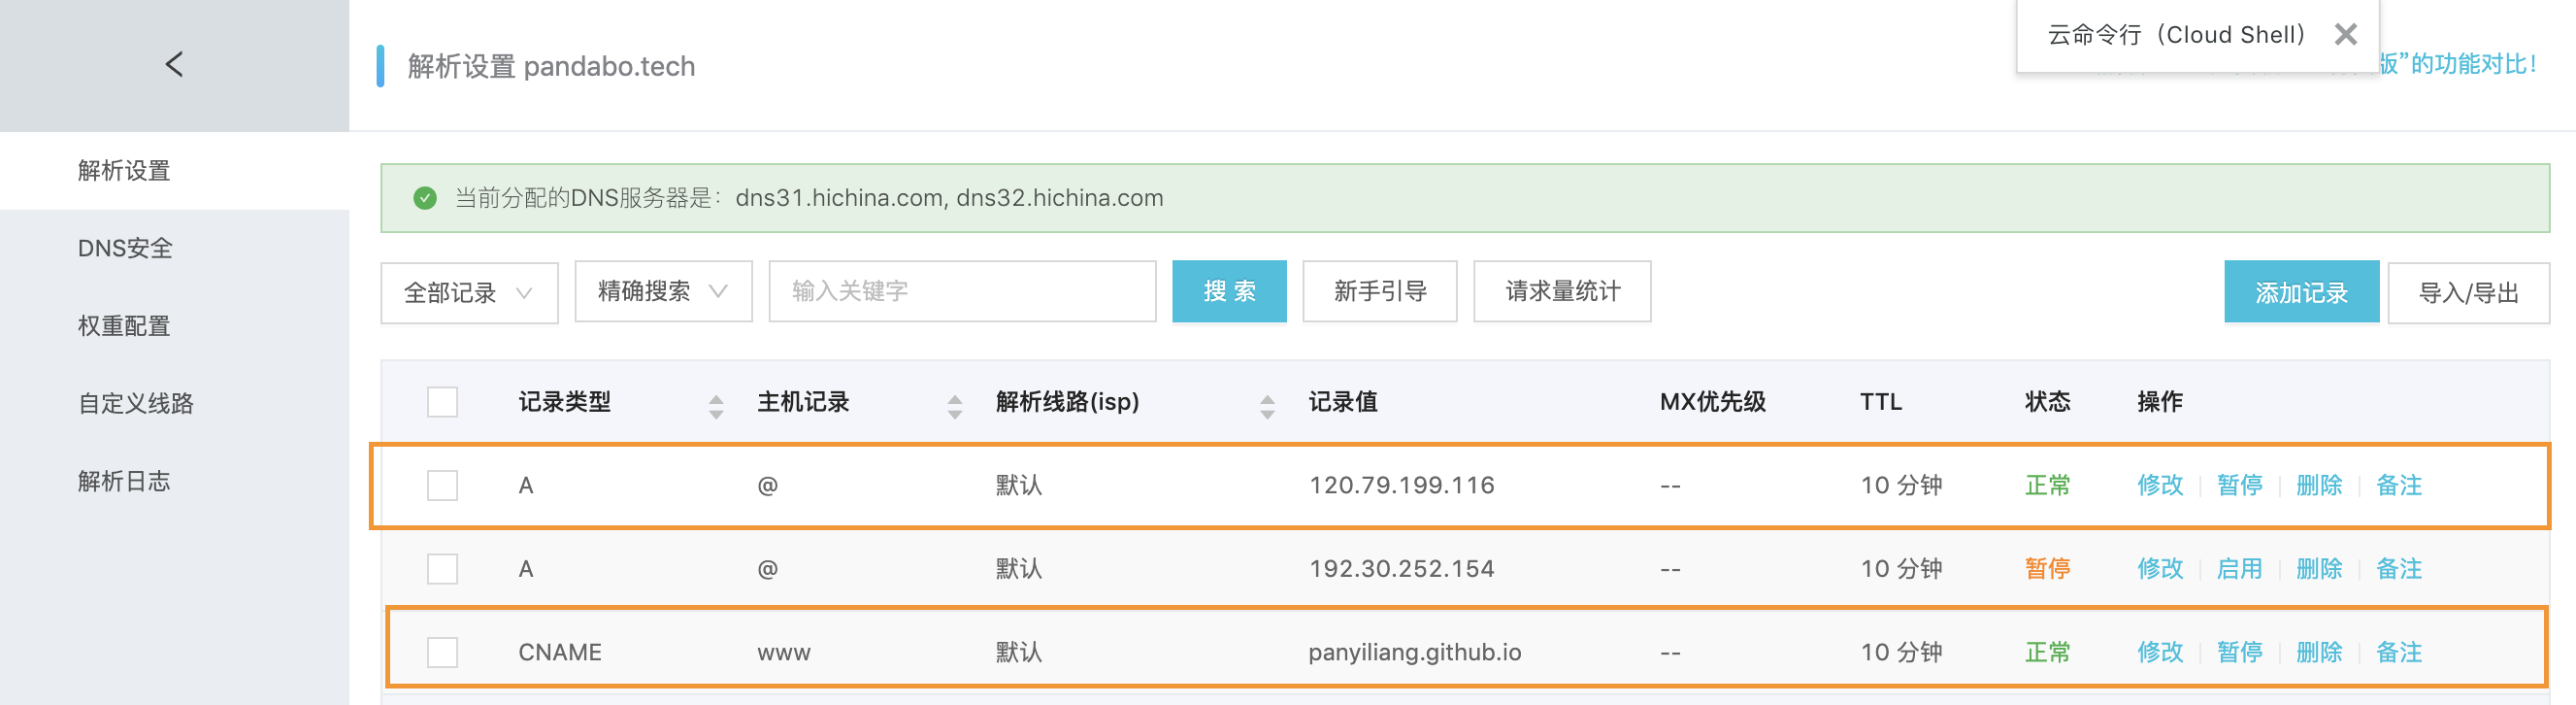 云命令行（Cloud Shell）
解析设置 pandabo.tech
版”的功能对比！
解析设置
DNS安全
权重配置
自定义线路
解析日志
当前分配的DNS服务器是：dns31.hichina.com, dns32.hichina.com
全部记录 精确搜索 输入关键字 搜 索 新手引导 请求量统计 添加记录 导入/导出
记录类型 主机记录 解析线路(isp) 记录值 MX优先级 TTL 状态 操作
A @ 默认 120.79.199.116 -- 10 分钟 正常 修改 暂停 删除 备注
A @ 默认 192.30.252.154 -- 10 分钟 暂停 修改 启用 删除 备注
CNAME www 默认 panyiliang.github.io -- 10 分钟 正常 修改 暂停 删除 备注